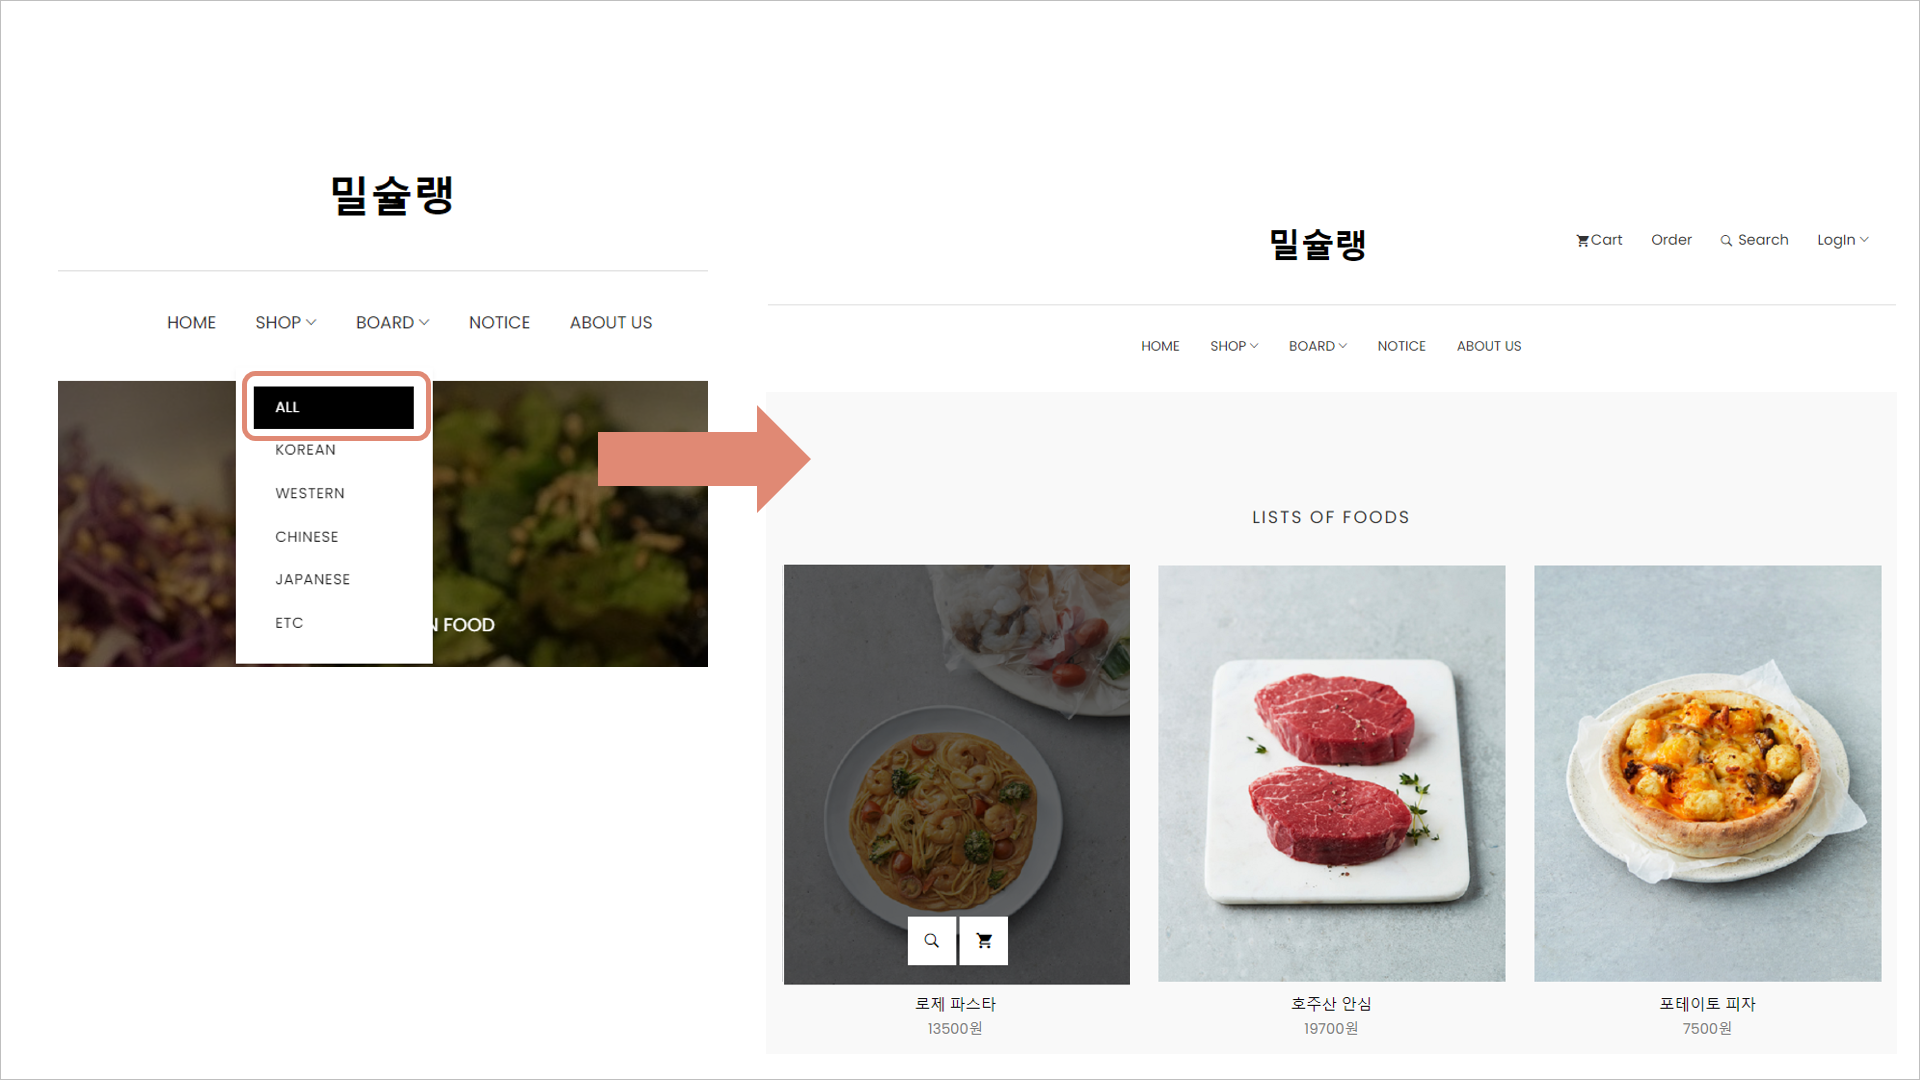 밀슐랭
HOME SHOP BOARD NOTICE ABOUT US
ALL
KOREAN
WESTERN
CHINESE
JAPANESE
ETC
N FOOD
밀슐랭
Cart Order Search LogIn
HOME SHOP BOARD NOTICE ABOUT US
LISTS OF FOODS
로제 파스타
13500원
호주산 안심
19700원
포테이토 피자
7500원